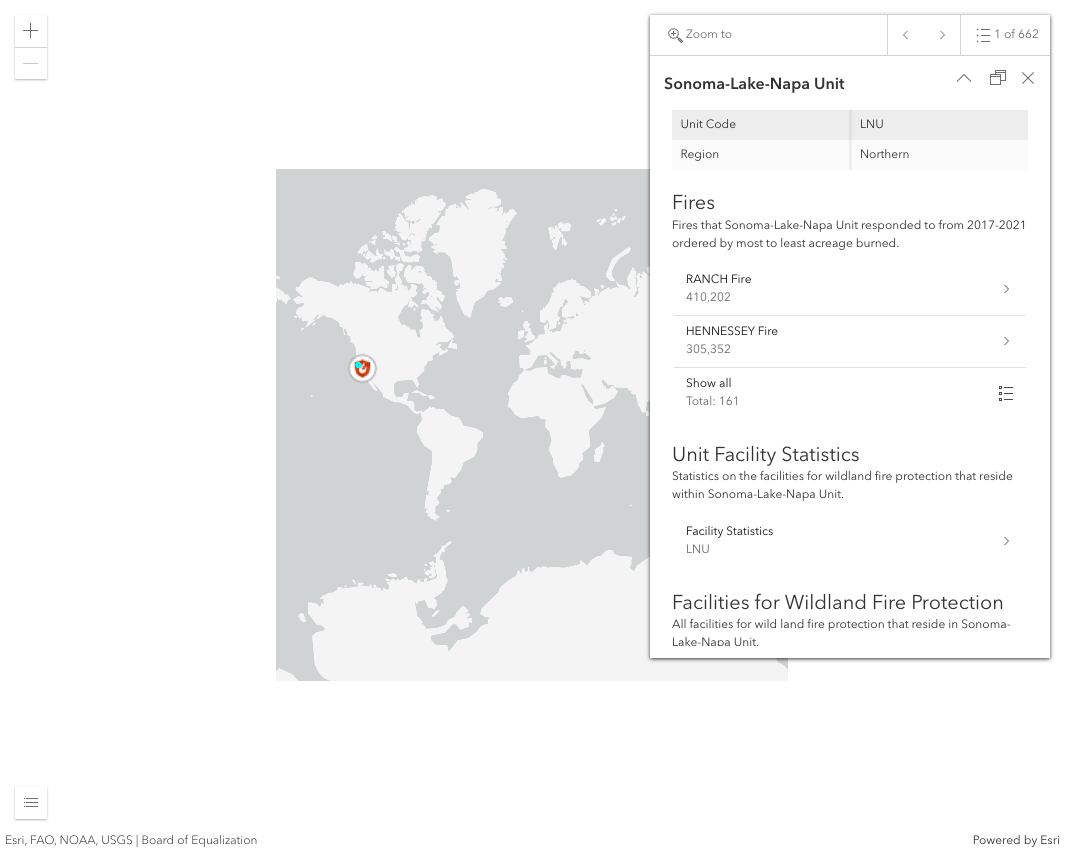 Zoom to
1 of 662
Sonoma-Lake-Napa Unit
Unit Code LNU
Region Northern
Fires
Fires that Sonoma-Lake-Napa Unit responded to from 2017-2021
ordered by most to least acreage burned.
RANCH Fire
410,202
HENNESSEY Fire
305,352
Show all
Total: 161
Unit Facility Statistics
Statistics on the facilities for wildland fire protection that reside
within Sonoma-Lake-Napa Unit.
Facility Statistics
LNU
Facilities for Wildland Fire Protection
All facilities for wild land fire protection that reside in Sonoma-
Lake-Napa Unit.
Esri, FAO, NOAA, USGS | Board of Equalization
Powered by Esri